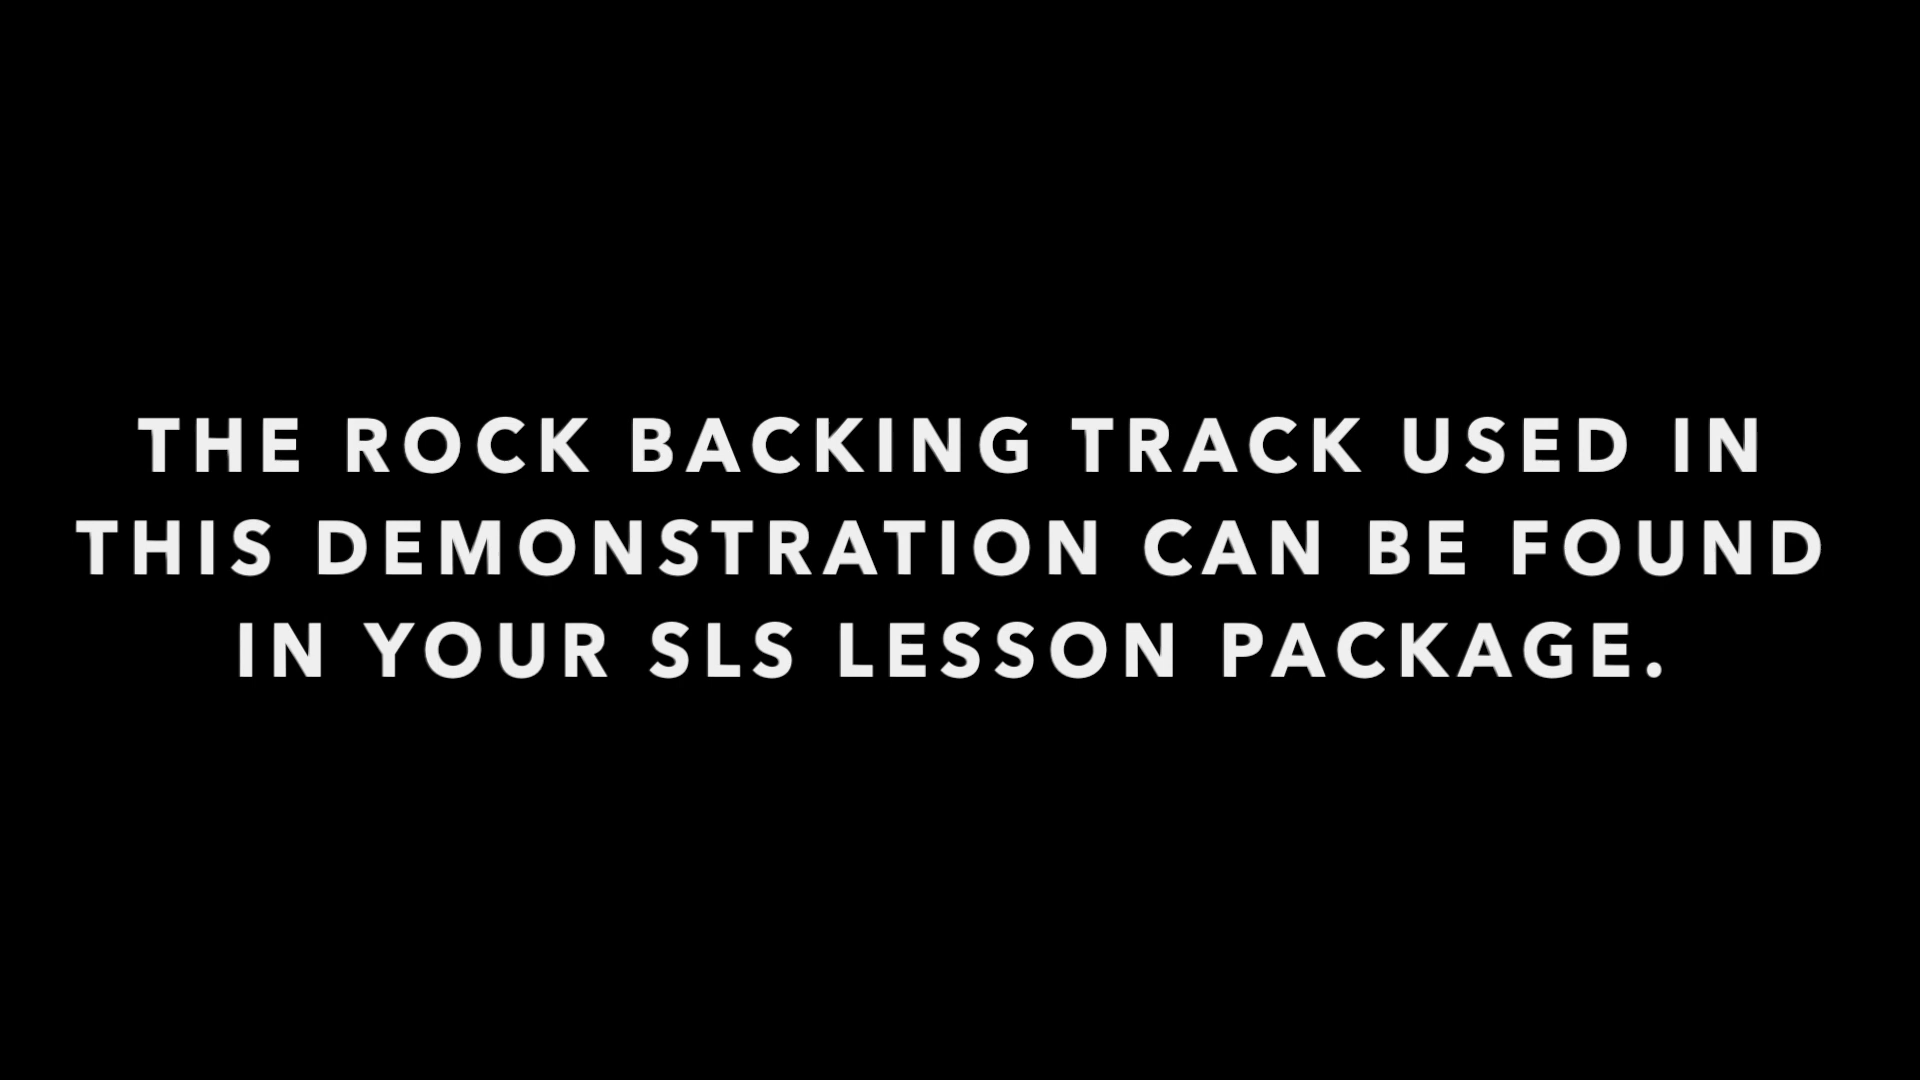 THE ROCK BACKING TRACK USED IN
THIS DEMONSTRATION CAN BE FOUND
IN YOUR SLS LESSON PACKAGE.